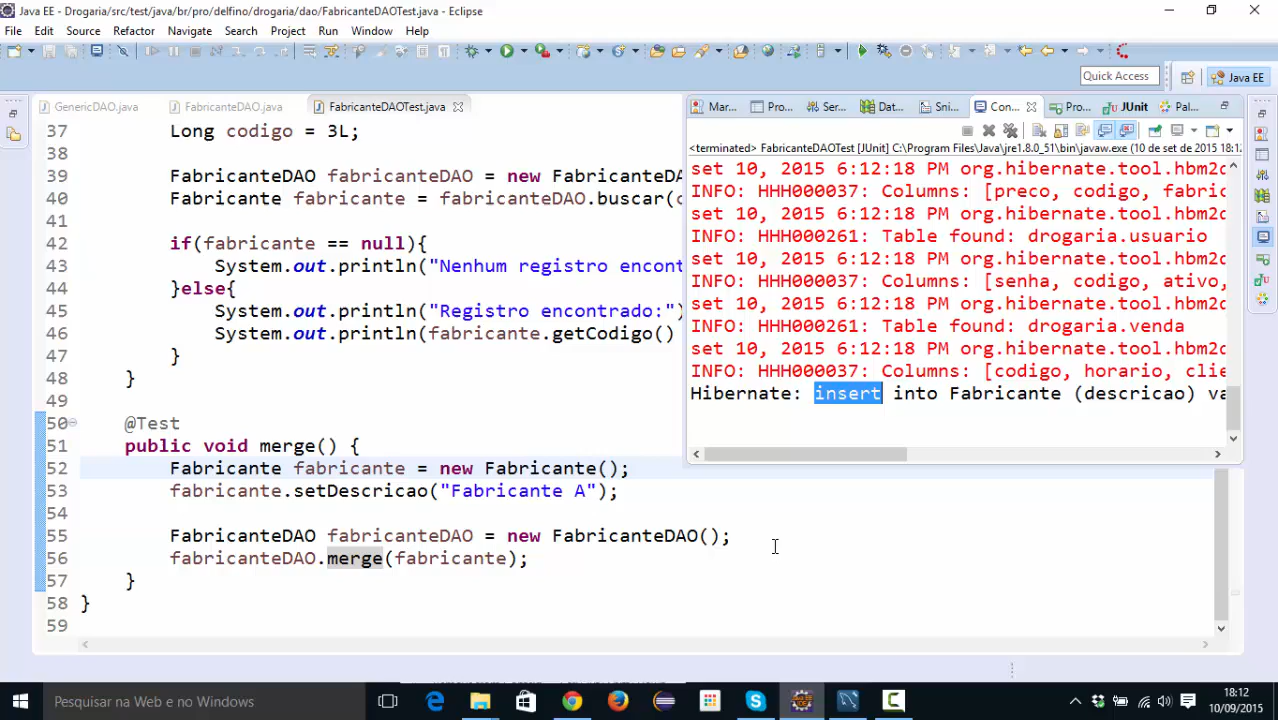 Java EE - Drogaria/src/test/java/br/pro/delfino/drogaria/dao/FabricanteDAOTest.java - Eclipse
File Edit Source Refactor Navigate Search Project Run Window Help
Quick Access
Java EE
GenericDAO.java FabricanteDAO.java FabricanteDAOTest.java
Mar... Pro... Ser... Dat... Sni... Con... Pro... JUnit Pal...
<terminated> FabricanteDAOTest [JUnit] C:\Program Files\Java\jre1.8.0_51\bin\javaw.exe (10 de set de 2015 18:1
set 10, 2015 6:12:18 PM org.hibernate.tool.hbm2d
INFO: HHH000037: Columns: [preco, codigo, fabric
set 10, 2015 6:12:18 PM org.hibernate.tool.hbm2d
INFO: HHH000261: Table found: drogaria.usuario
set 10, 2015 6:12:18 PM org.hibernate.tool.hbm2d
INFO: HHH000037: Columns: [senha, codigo, ativo,
set 10, 2015 6:12:18 PM org.hibernate.tool.hbm2d
INFO: HHH000261: Table found: drogaria.venda
set 10, 2015 6:12:18 PM org.hibernate.tool.hbm2d
INFO: HHH000037: Columns: [codigo, horario, clie
Hibernate: insert into Fabricante (descricao) va
37 Long codigo = 3L;
38
39 FabricanteDAO fabricanteDAO = new FabricanteDA
40 Fabricante fabricante = fabricanteDAO.buscar(c
41
42 if(fabricante == null){
43 System.out.println("Nenhum registro encont
44 }else{
45 System.out.println("Registro encontrado:")
46 System.out.println(fabricante.getCodigo()
47 }
48 }
49
50 @Test
51 public void merge() {
52 Fabricante fabricante = new Fabricante();
53 fabricante.setDescricao("Fabricante A");
54
55 FabricanteDAO fabricanteDAO = new FabricanteDAO();
56 fabricanteDAO.merge(fabricante);
57 }
58 }
59
Pesquisar na Web e no Windows
18:12
10/09/2015